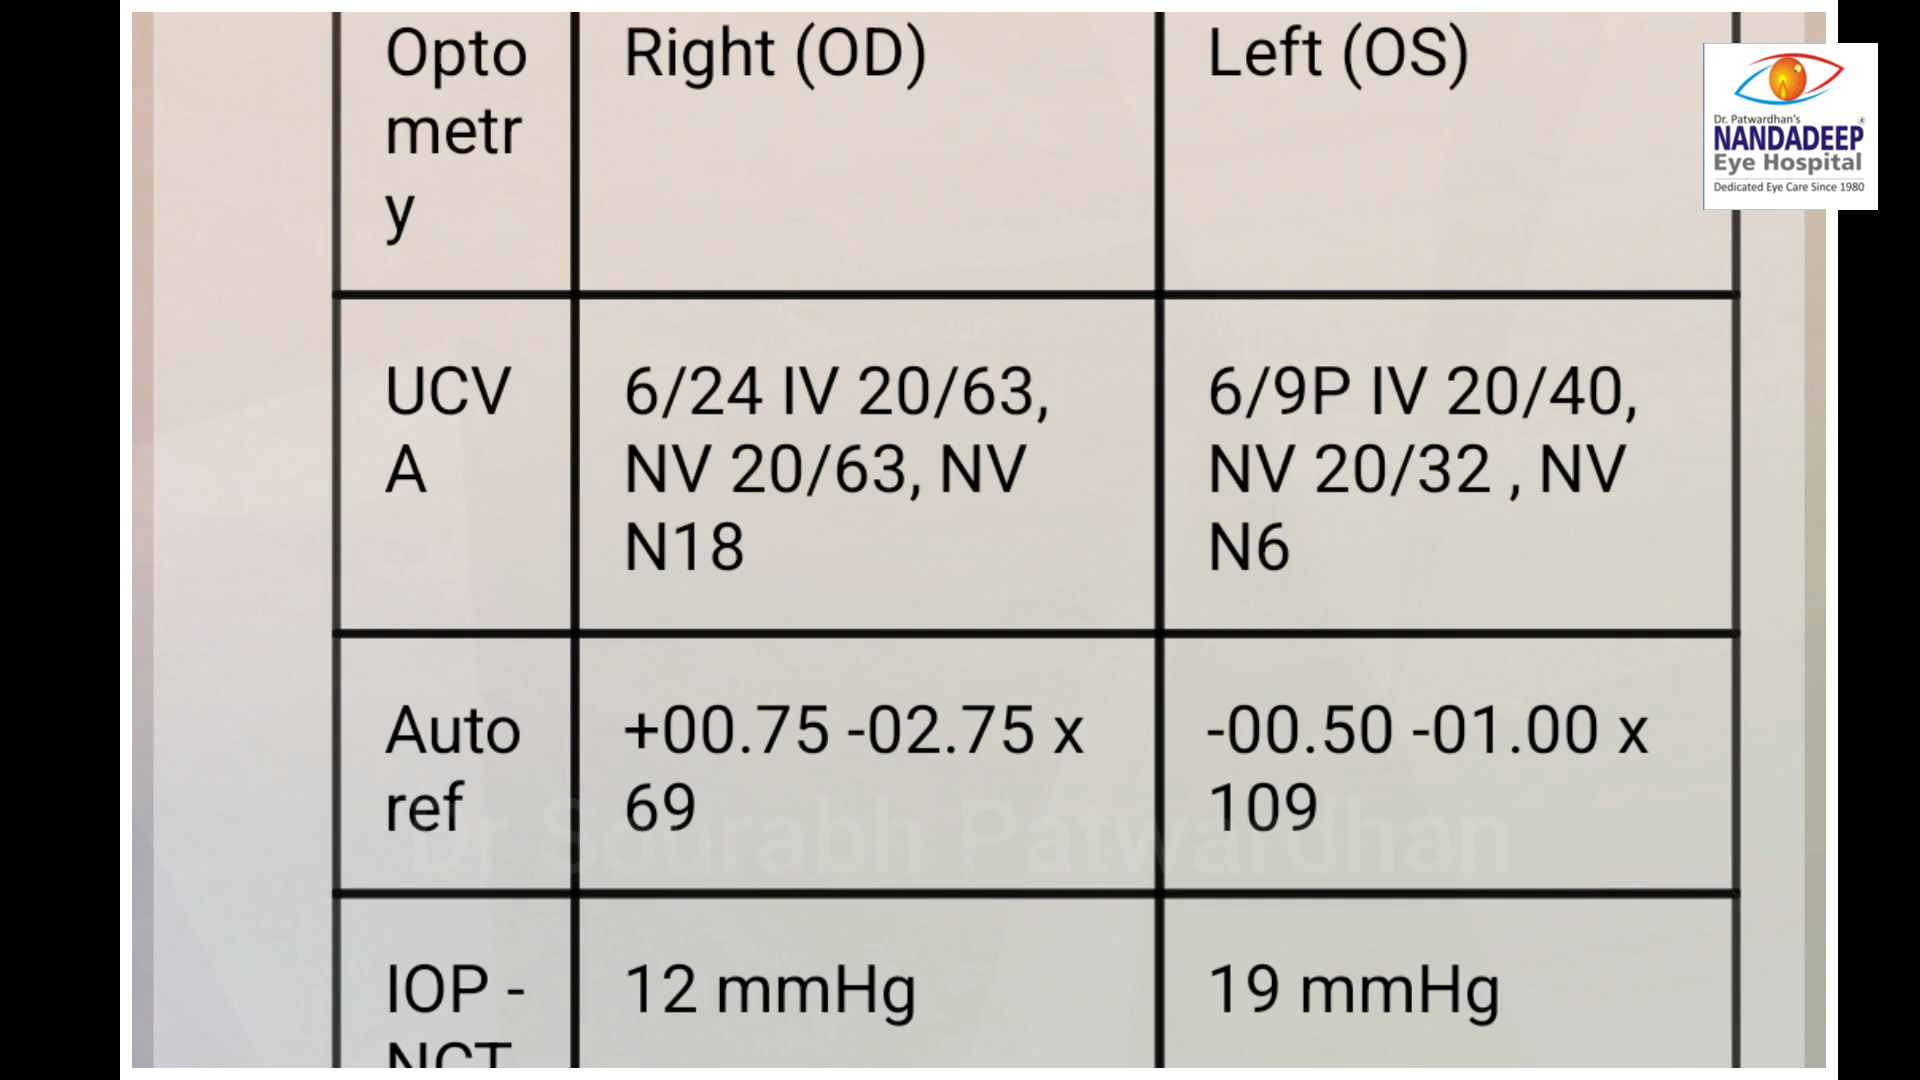 Opto
metr
y
Right (OD)
Left (OS)
UCV
A
6/24 IV 20/63,
NV 20/63, NV
N18
6/9P IV 20/40,
NV 20/32 , NV
N6
Auto
ref
+00.75 -02.75 x
69
-00.50 -01.00 x
109
IOP -
NCT
12 mmHg
19 mmHg
Dr Sourabh Patwardhan
Dr. Patwardhan's
NANDADEEP®
Eye Hospital
Dedicated Eye Care Since 1980